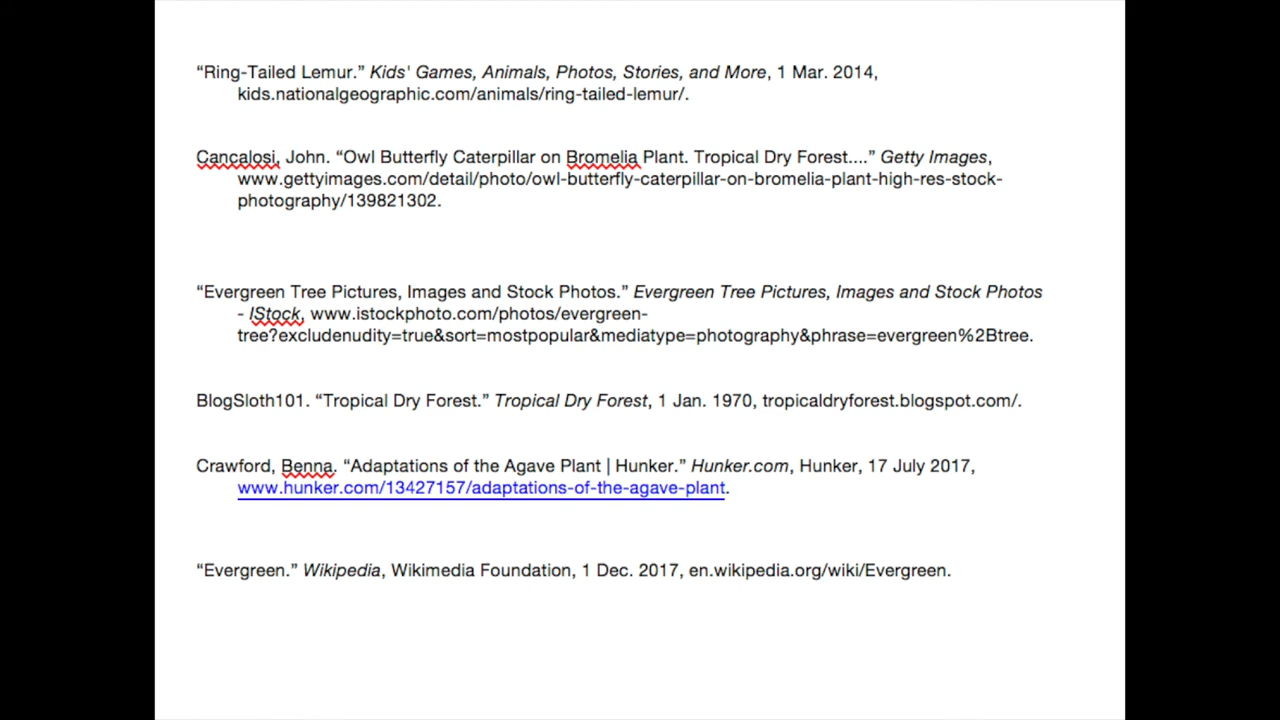 “Ring-Tailed Lemur.” Kids' Games, Animals, Photos, Stories, and More, 1 Mar. 2014,
kids.nationalgeographic.com/animals/ring-tailed-lemur/.
Cancalosi, John. “Owl Butterfly Caterpillar on Bromelia Plant. Tropical Dry Forest....” Getty Images,
www.gettyimages.com/detail/photo/owl-butterfly-caterpillar-on-bromelia-plant-high-res-stock-
photography/139821302.
“Evergreen Tree Pictures, Images and Stock Photos.” Evergreen Tree Pictures, Images and Stock Photos
- IStock, www.istockphoto.com/photos/evergreen-
tree?excludenudity=true&sort=mostpopular&mediatype=photography&phrase=evergreen%2Btree.
BlogSloth101. “Tropical Dry Forest.” Tropical Dry Forest, 1 Jan. 1970, tropicaldryforest.blogspot.com/.
Crawford, Benna. “Adaptations of the Agave Plant | Hunker.” Hunker.com, Hunker, 17 July 2017,
www.hunker.com/13427157/adaptations-of-the-agave-plant.
“Evergreen.” Wikipedia, Wikimedia Foundation, 1 Dec. 2017, en.wikipedia.org/wiki/Evergreen.